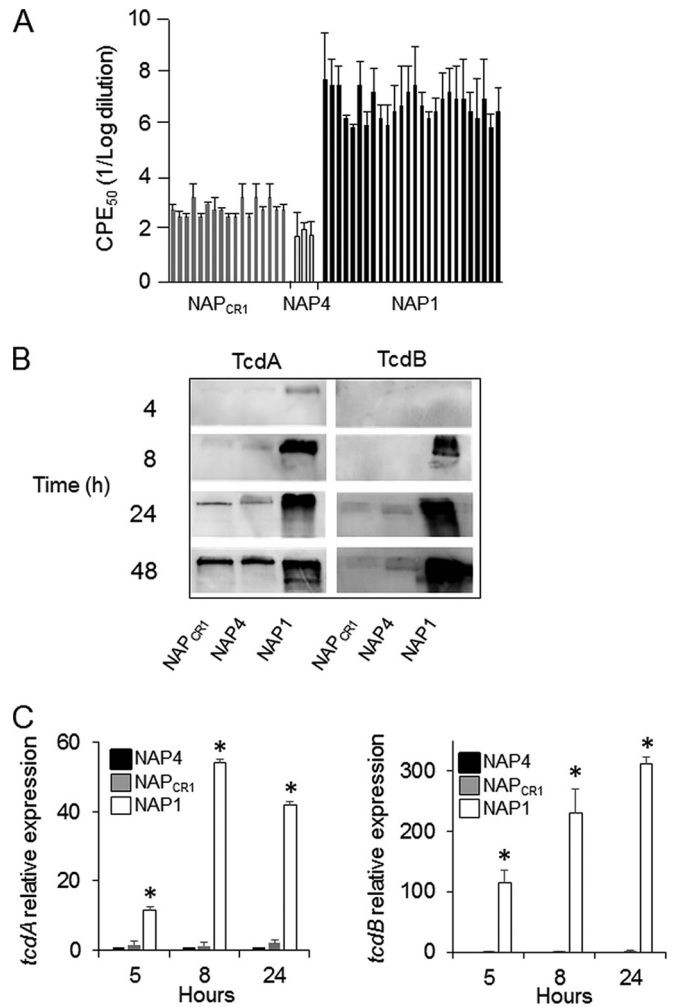 A
CPE50 (1/Log dilution)
10
8
6
4
2
0
NAPCR1 NAP4 NAP1
B
TcdA TcdB
Time (h)
4
8
24
48
NAPCR1 NAP4 NAP1 NAPCR1 NAP4 NAP1
C
tcdA relative expression
60
40
20
0
NAP4
NAPCR1
NAP1
* * *
5 8 24
Hours
tcdB relative expression
300
200
100
0
NAP4
NAPCR1
NAP1
* * *
5 8 24
Hours